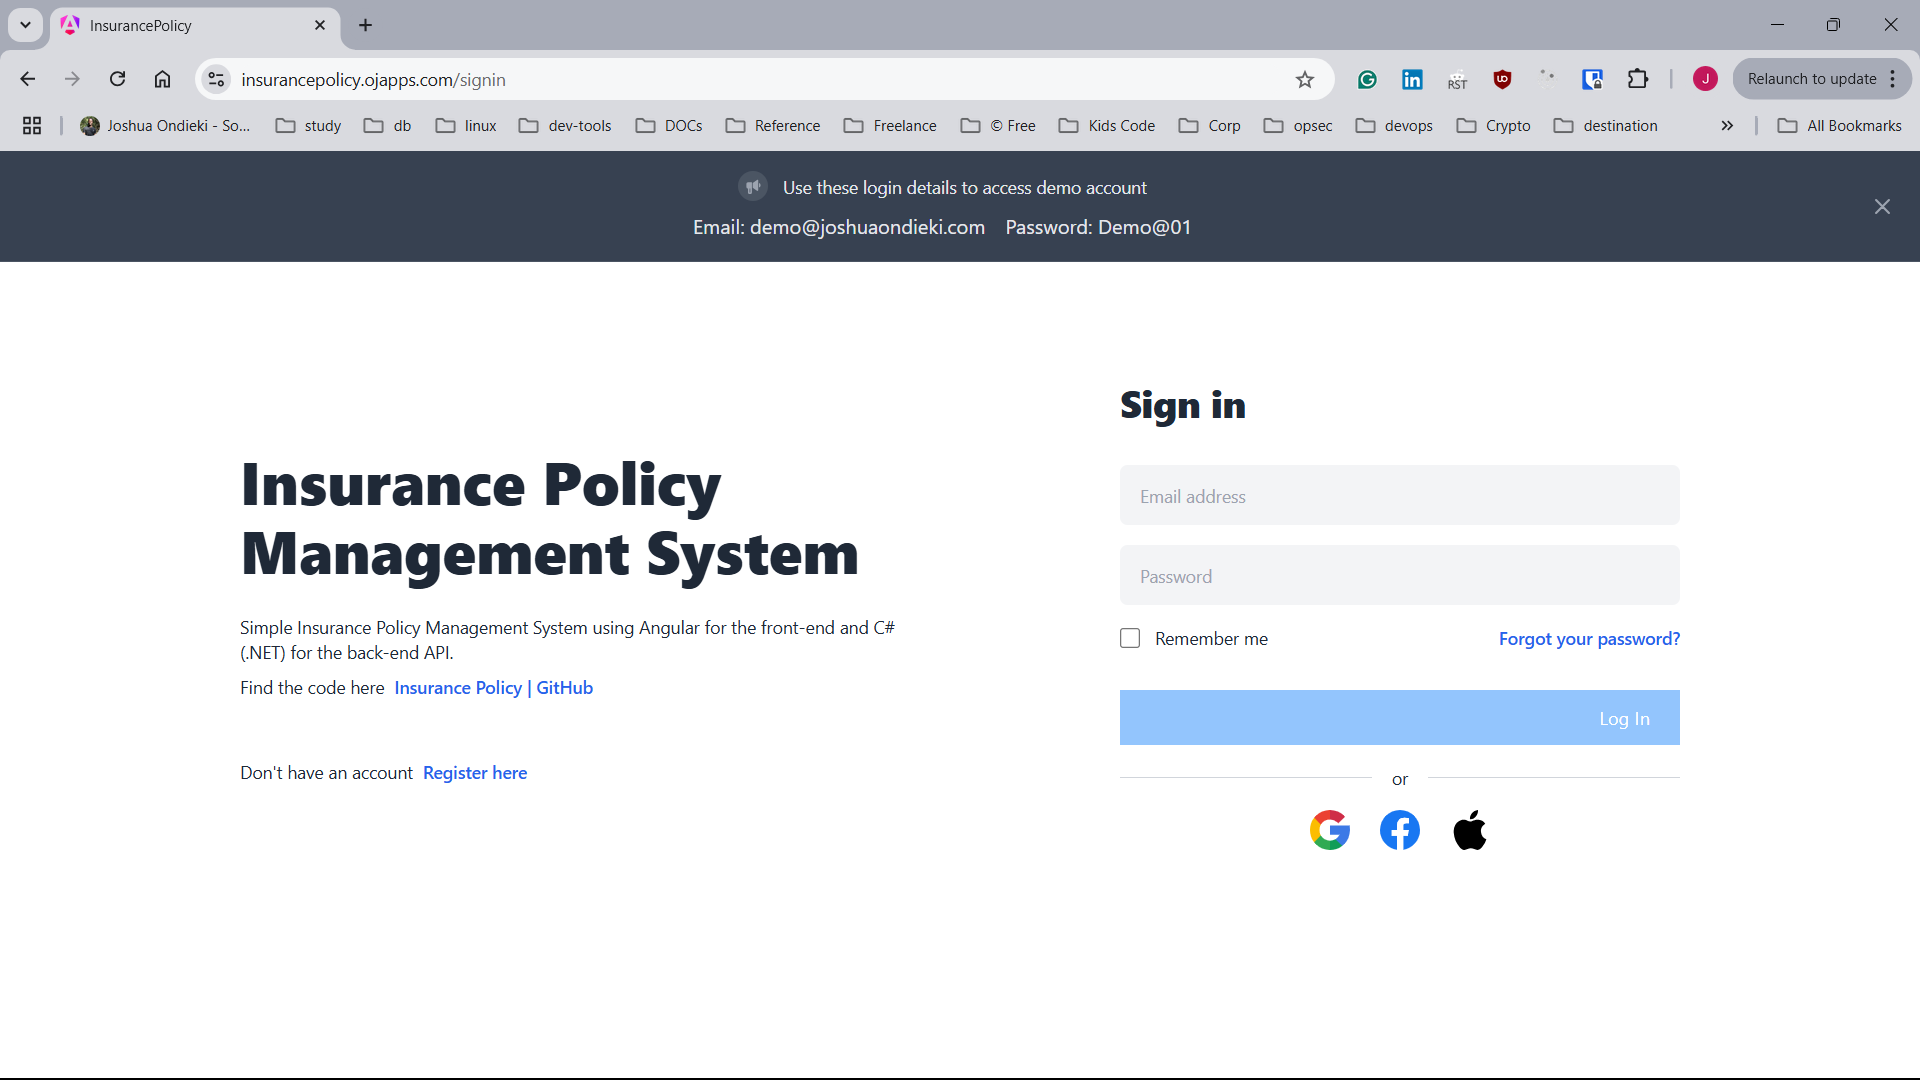 InsurancePolicy
insurancepolicy.ojapps.com/signin
RST
J
Relaunch to update
Joshua Ondieki - So...
study
db
linux
dev-tools
DOCs
Reference
Freelance
© Free
Kids Code
Corp
opsec
devops
Crypto
destination
All Bookmarks
Use these login details to access demo account
Email: demo@joshuaondieki.com Password: Demo@01
Insurance Policy
Management System
Simple Insurance Policy Management System using Angular for the front-end and C#
(.NET) for the back-end API.
Find the code here Insurance Policy | GitHub
Don't have an account Register here
Sign in
Email address
Password
Remember me
Forgot your password?
Log In
or